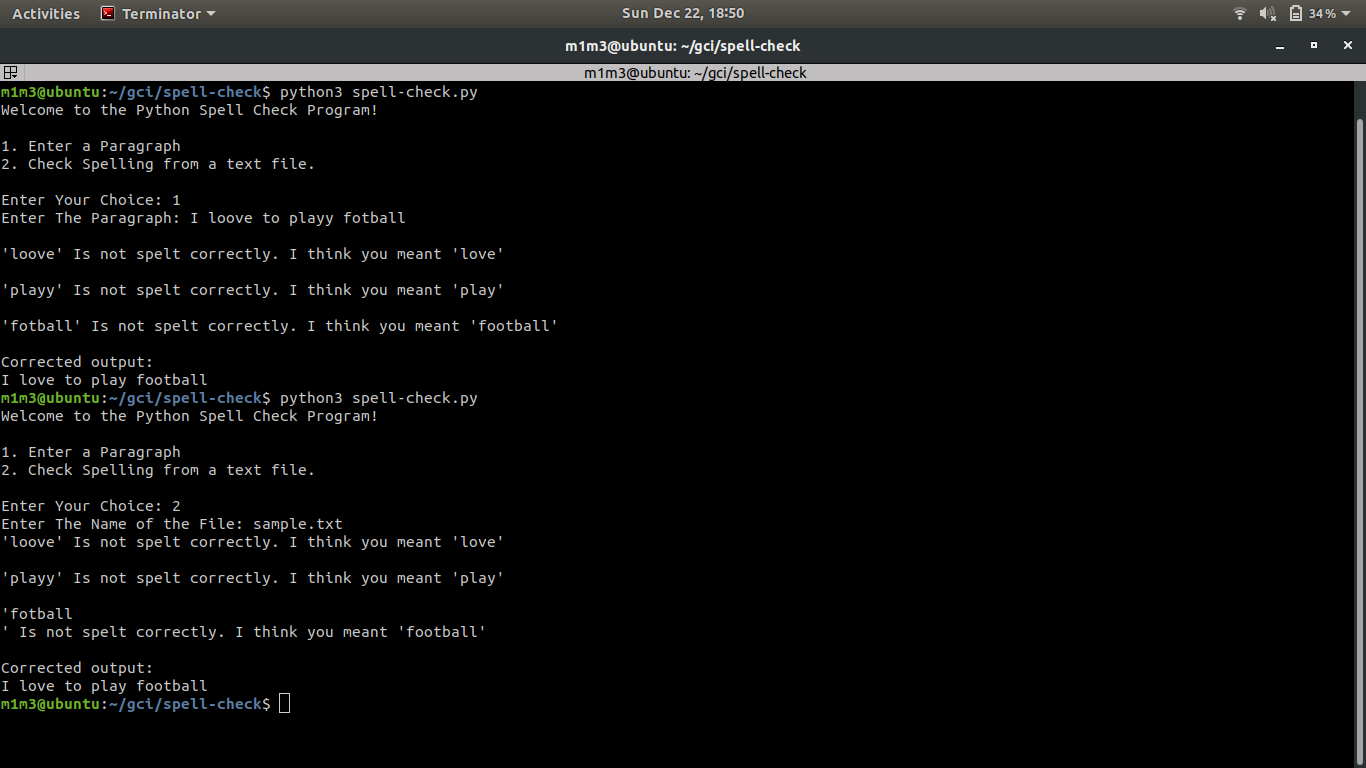 Activities Terminator Sun Dec 22, 18:50 34%
m1m3@ubuntu: ~/gci/spell-check
m1m3@ubuntu: ~/gci/spell-check
m1m3@ubuntu:~/gci/spell-check$ python3 spell-check.py
Welcome to the Python Spell Check Program!
1. Enter a Paragraph
2. Check Spelling from a text file.
Enter Your Choice: 1
Enter The Paragraph: I loove to playy fotball
'loove' Is not spelt correctly. I think you meant 'love'
'playy' Is not spelt correctly. I think you meant 'play'
'fotball' Is not spelt correctly. I think you meant 'football'
Corrected output:
I love to play football
m1m3@ubuntu:~/gci/spell-check$ python3 spell-check.py
Welcome to the Python Spell Check Program!
1. Enter a Paragraph
2. Check Spelling from a text file.
Enter Your Choice: 2
Enter The Name of the File: sample.txt
'loove' Is not spelt correctly. I think you meant 'love'
'playy' Is not spelt correctly. I think you meant 'play'
'fotball
' Is not spelt correctly. I think you meant 'football'
Corrected output:
I love to play football
m1m3@ubuntu:~/gci/spell-check$